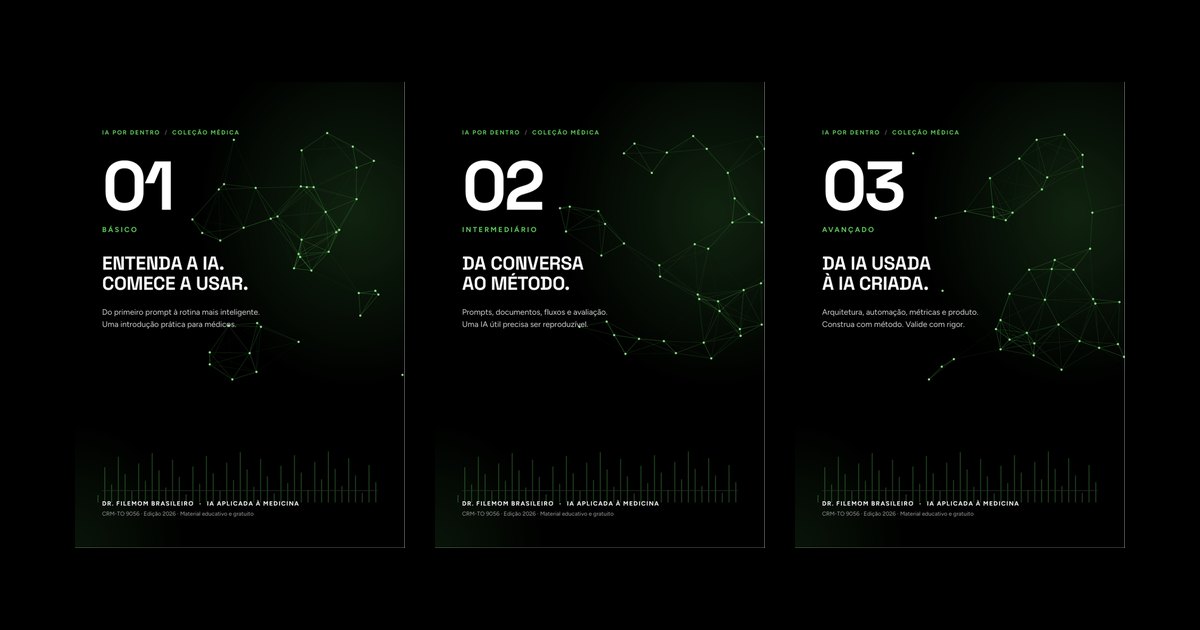 IA POR DENTRO / COLEÇÃO MÉDICA
01
BÁSICO
ENTENDA A IA.
COMECE A USAR.
Do primeiro prompt à rotina mais inteligente.
Uma introdução prática para médicos.
DR. FILEMOM BRASILEIRO • IA APLICADA À MEDICINA
CRM-TO 9056 · Edição 2026 · Material educativo e gratuito
IA POR DENTRO / COLEÇÃO MÉDICA
02
INTERMEDIÁRIO
DA CONVERSA
AO MÉTODO.
Prompts, documentos, fluxos e avaliação.
Uma IA útil precisa ser reproduzível.
DR. FILEMOM BRASILEIRO • IA APLICADA À MEDICINA
CRM-TO 9056 · Edição 2026 · Material educativo e gratuito
IA POR DENTRO / COLEÇÃO MÉDICA
03
AVANÇADO
DA IA USADA
À IA CRIADA.
Arquitetura, automação, métricas e produto.
Construa com método. Valide com rigor.
DR. FILEMOM BRASILEIRO • IA APLICADA À MEDICINA
CRM-TO 9056 · Edição 2026 · Material educativo e gratuito